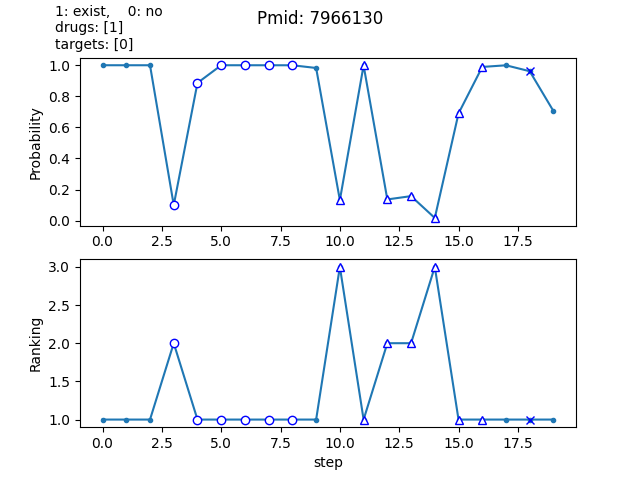 1: exist,    0: no
drugs: [1]
targets: [0]
Pmid: 7966130
Probability
1.0
0.8
0.6
0.4
0.2
0.0
0.0 2.5 5.0 7.5 10.0 12.5 15.0 17.5
Ranking
3.0
2.5
2.0
1.5
1.0
0.0 2.5 5.0 7.5 10.0 12.5 15.0 17.5
step